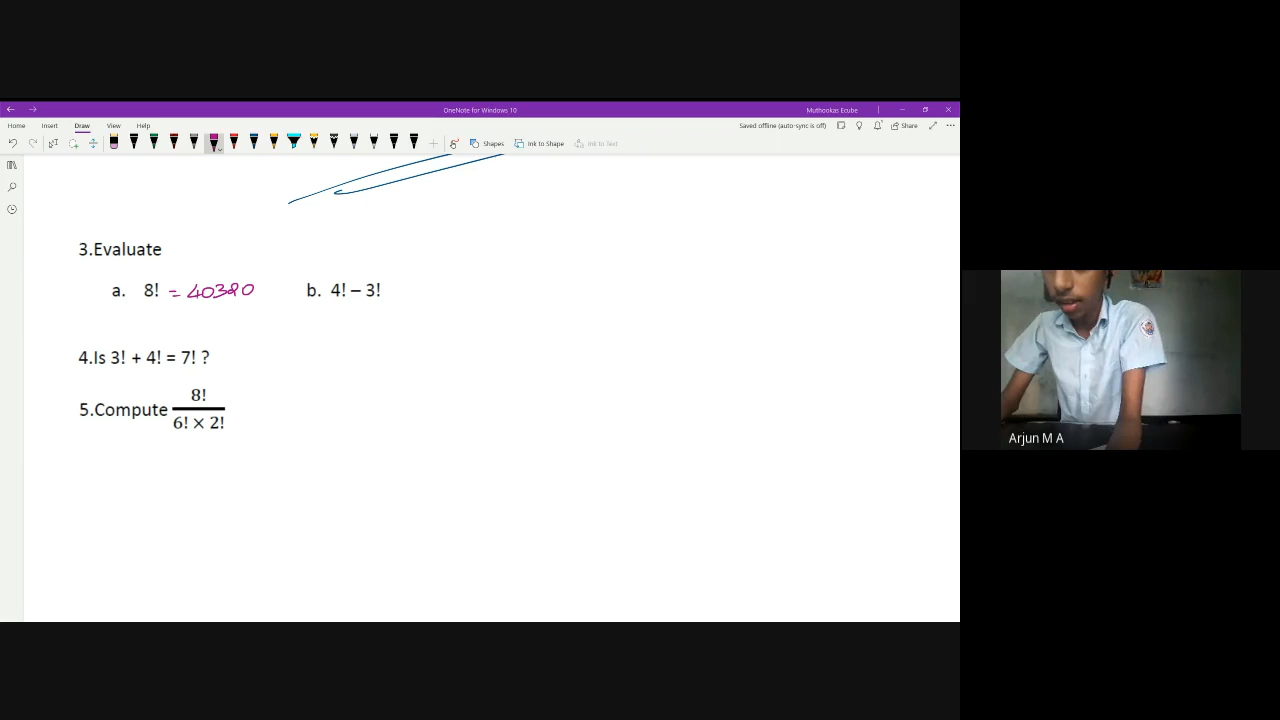 OneNote for Windows 10
Muthookas Ecube
Home Insert Draw View Help
Saved offline (auto-sync is off) Share
Shapes Ink to Shape Ink to Text
3.Evaluate
a. 8! = 40320 b. 4! – 3!
4.Is 3! + 4! = 7! ?
5.Compute 8! / 6! × 2!
Arjun M A